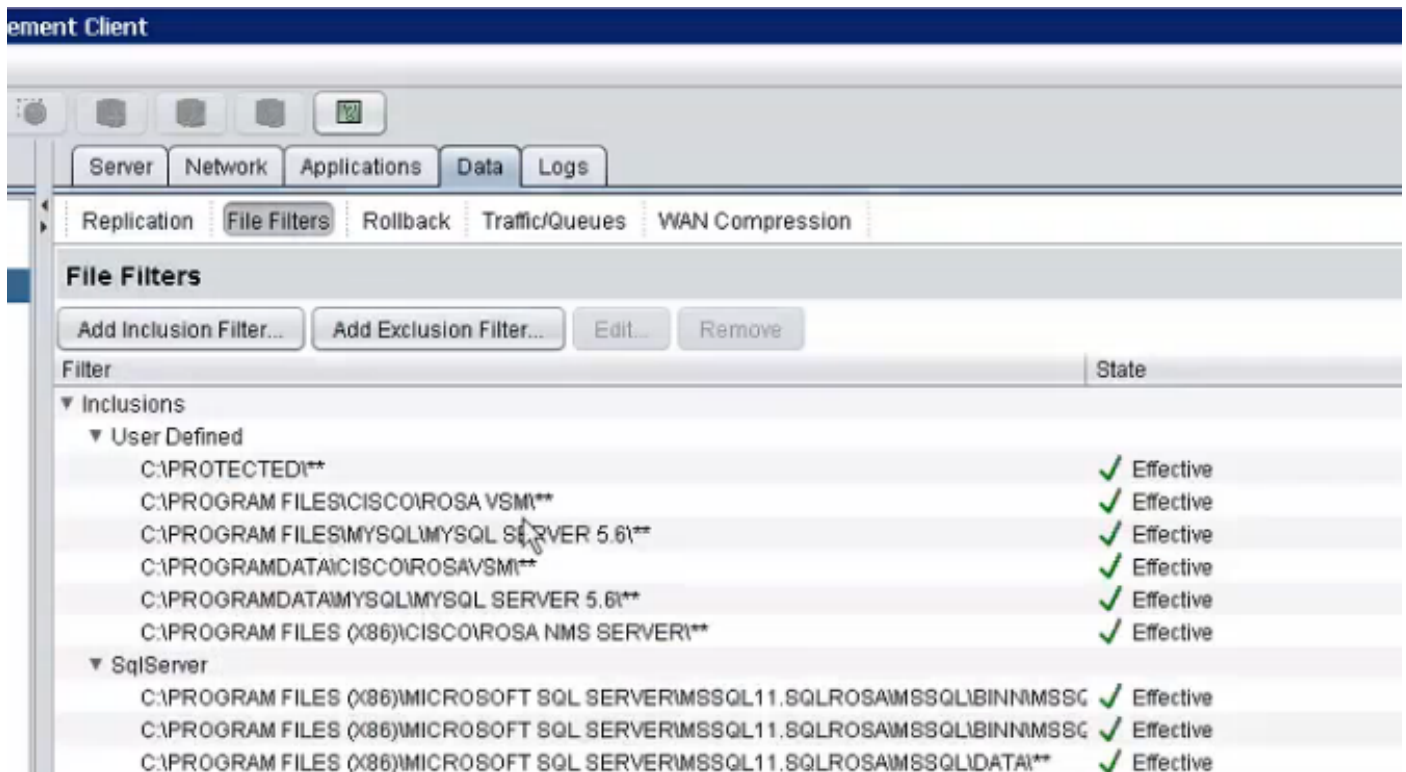 ement Client
Server Network Applications Data Logs
Replication File Filters Rollback Traffic/Queues WAN Compression
File Filters
Add Inclusion Filter... Add Exclusion Filter... Edit... Remove
Filter State
Inclusions
User Defined
C:\PROTECTED\** Effective
C:\PROGRAM FILES\CISCO\ROSA VSM\** Effective
C:\PROGRAM FILES\MYSQL\MYSQL SERVER 5.6\** Effective
C:\PROGRAMDATA\CISCO\ROSAVSM\** Effective
C:\PROGRAMDATA\MYSQL\MYSQL SERVER 5.6\** Effective
C:\PROGRAM FILES (X86)\CISCO\ROSA NMS SERVER\** Effective
SqlServer
C:\PROGRAM FILES (X86)\MICROSOFT SQL SERVER\MSSQL11.SQLROSA\MSSQL\BINN\MSSQ Effective
C:\PROGRAM FILES (X86)\MICROSOFT SQL SERVER\MSSQL11.SQLROSA\MSSQL\BINN\MSSQ Effective
C:\PROGRAM FILES (X86)\MICROSOFT SQL SERVER\MSSQL11.SQLROSA\MSSQL\DATA\** Effective